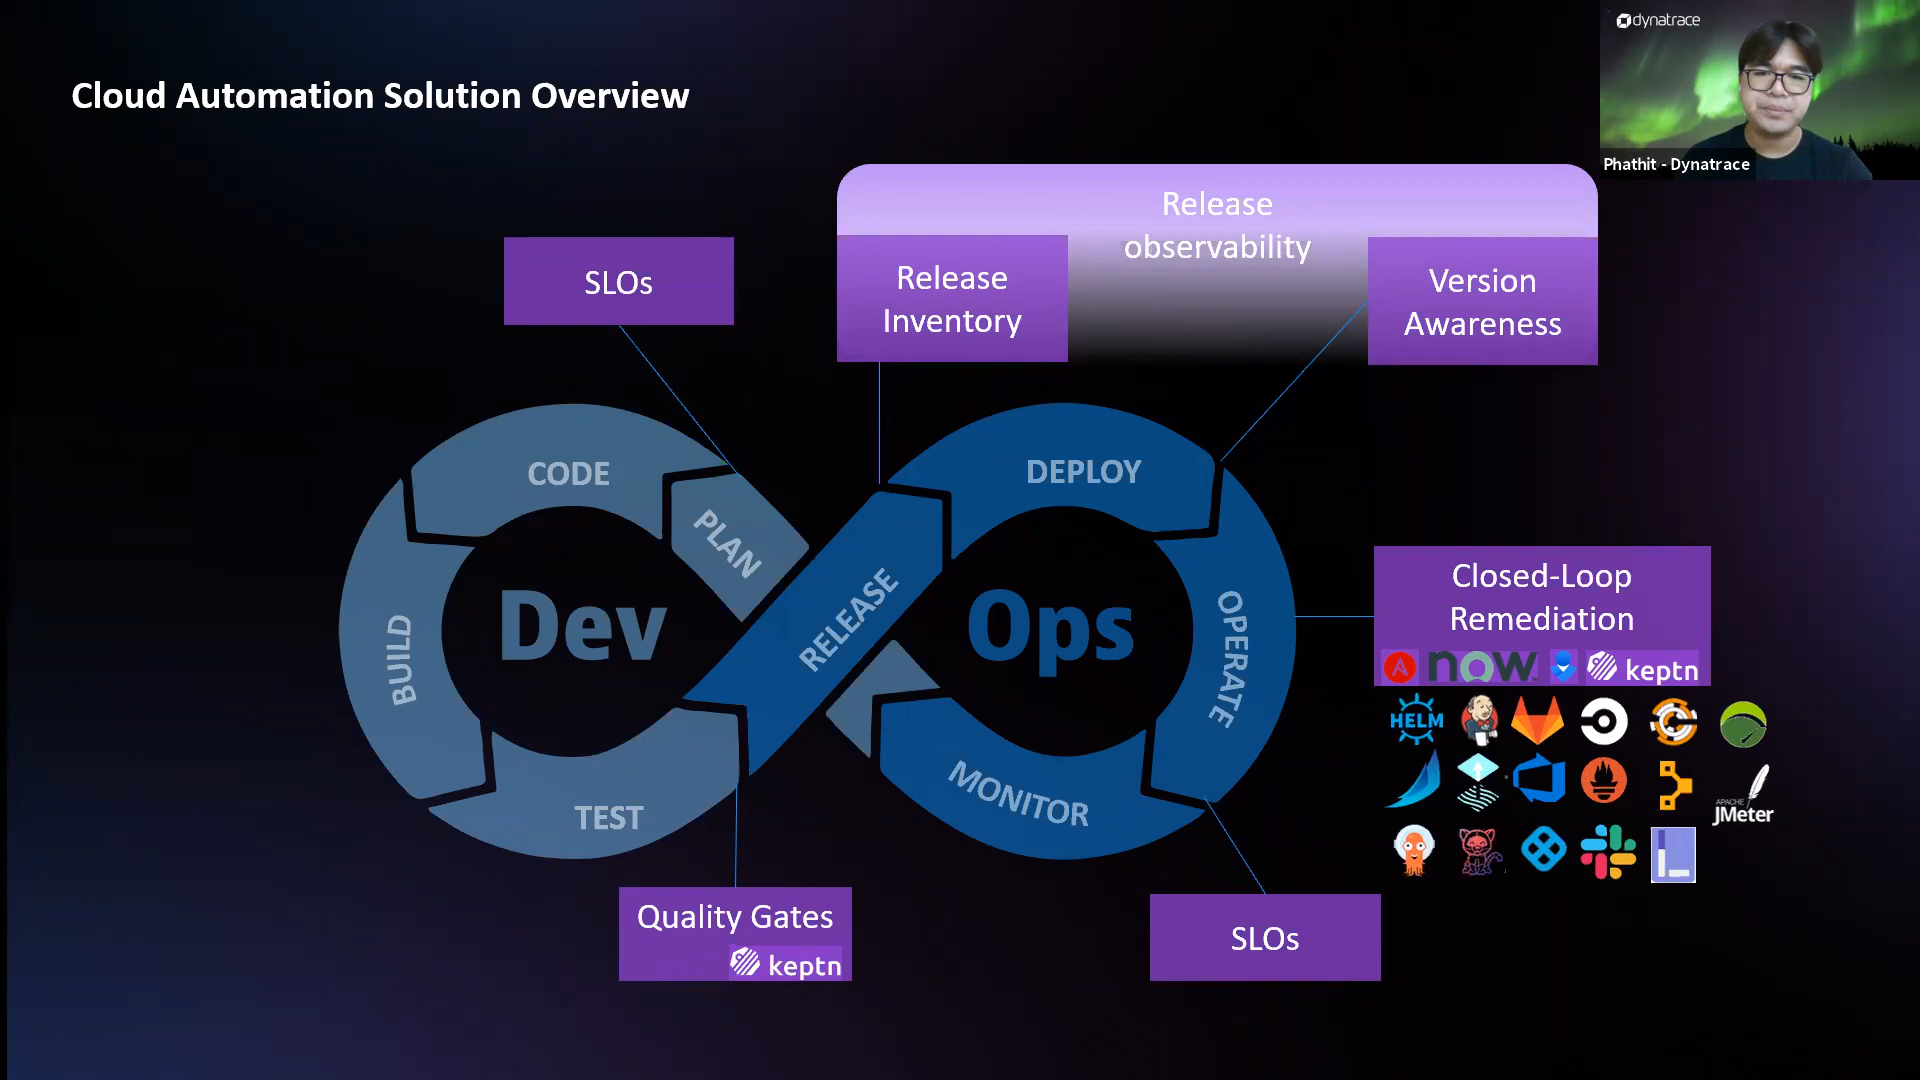 dynatrace
Cloud Automation Solution Overview
Phathit - Dynatrace
Release
observability
SLOs
Release
Inventory
Version
Awareness
CODE
DEPLOY
PLAN
Dev
RELEASE
Ops
BUILD
OPERATE
TEST
MONITOR
Closed-Loop
Remediation
A now. keptn
HELM
APACHE
JMeter
Quality Gates
keptn
SLOs